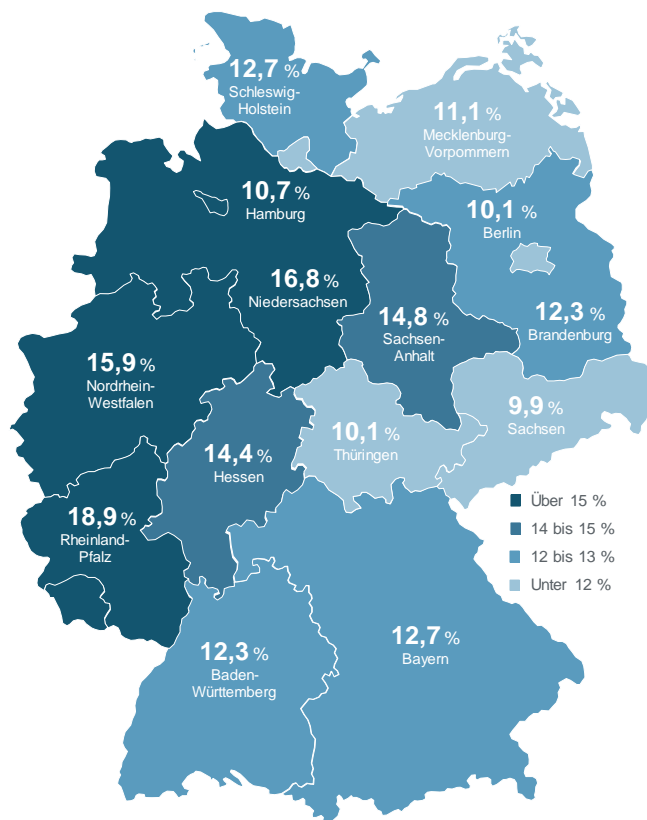 12,7 %
Schleswig-
Holstein
11,1 %
Mecklenburg-
Vorpommern
10,7 %
Hamburg
10,1 %
Berlin
16,8 %
Niedersachsen
14,8 %
Sachsen-
Anhalt
12,3 %
Brandenburg
15,9 %
Nordrhein-
Westfalen
9,9 %
Sachsen
10,1 %
Thüringen
14,4 %
Hessen
18,9 %
Rheinland-
Pfalz
Über 15 %
14 bis 15 %
12 bis 13 %
Unter 12 %
12,7 %
Bayern
12,3 %
Baden-
Württemberg